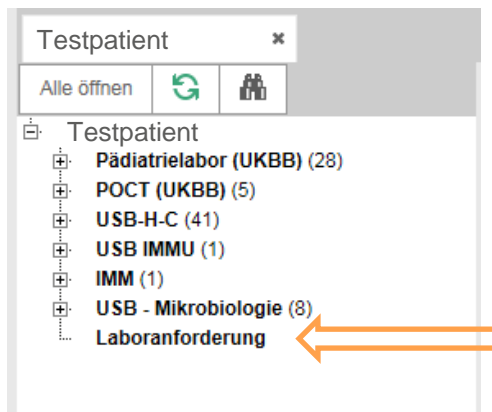 Testpatient
Alle öffnen
Testpatient
Pädiatrielabor (UKBB) (28)
POCT (UKBB) (5)
USB-H-C (41)
USB IMMU (1)
IMM (1)
USB - Mikrobiologie (8)
Laboranforderung